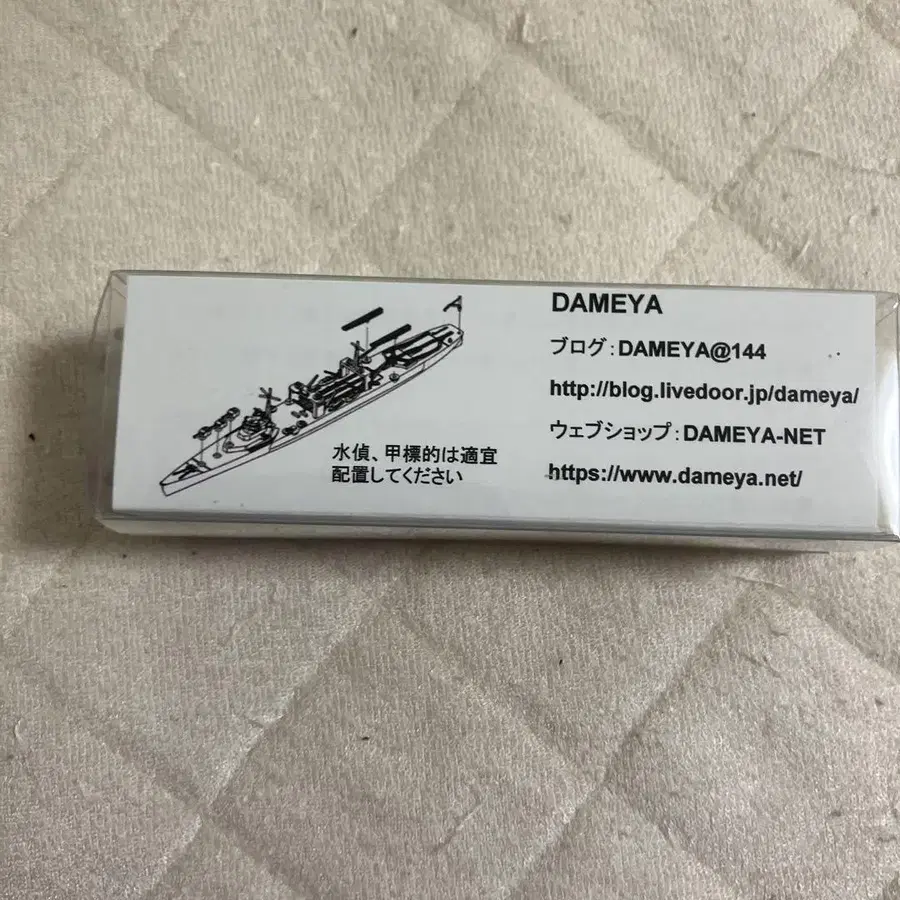 DAMEYA
ブログ：DAMEYA@144
http://blog.livedoor.jp/dameya/
ウェブショップ：DAMEYA-NET
https://www.dameya.net/
水偵、甲標的は適宜
配置してください